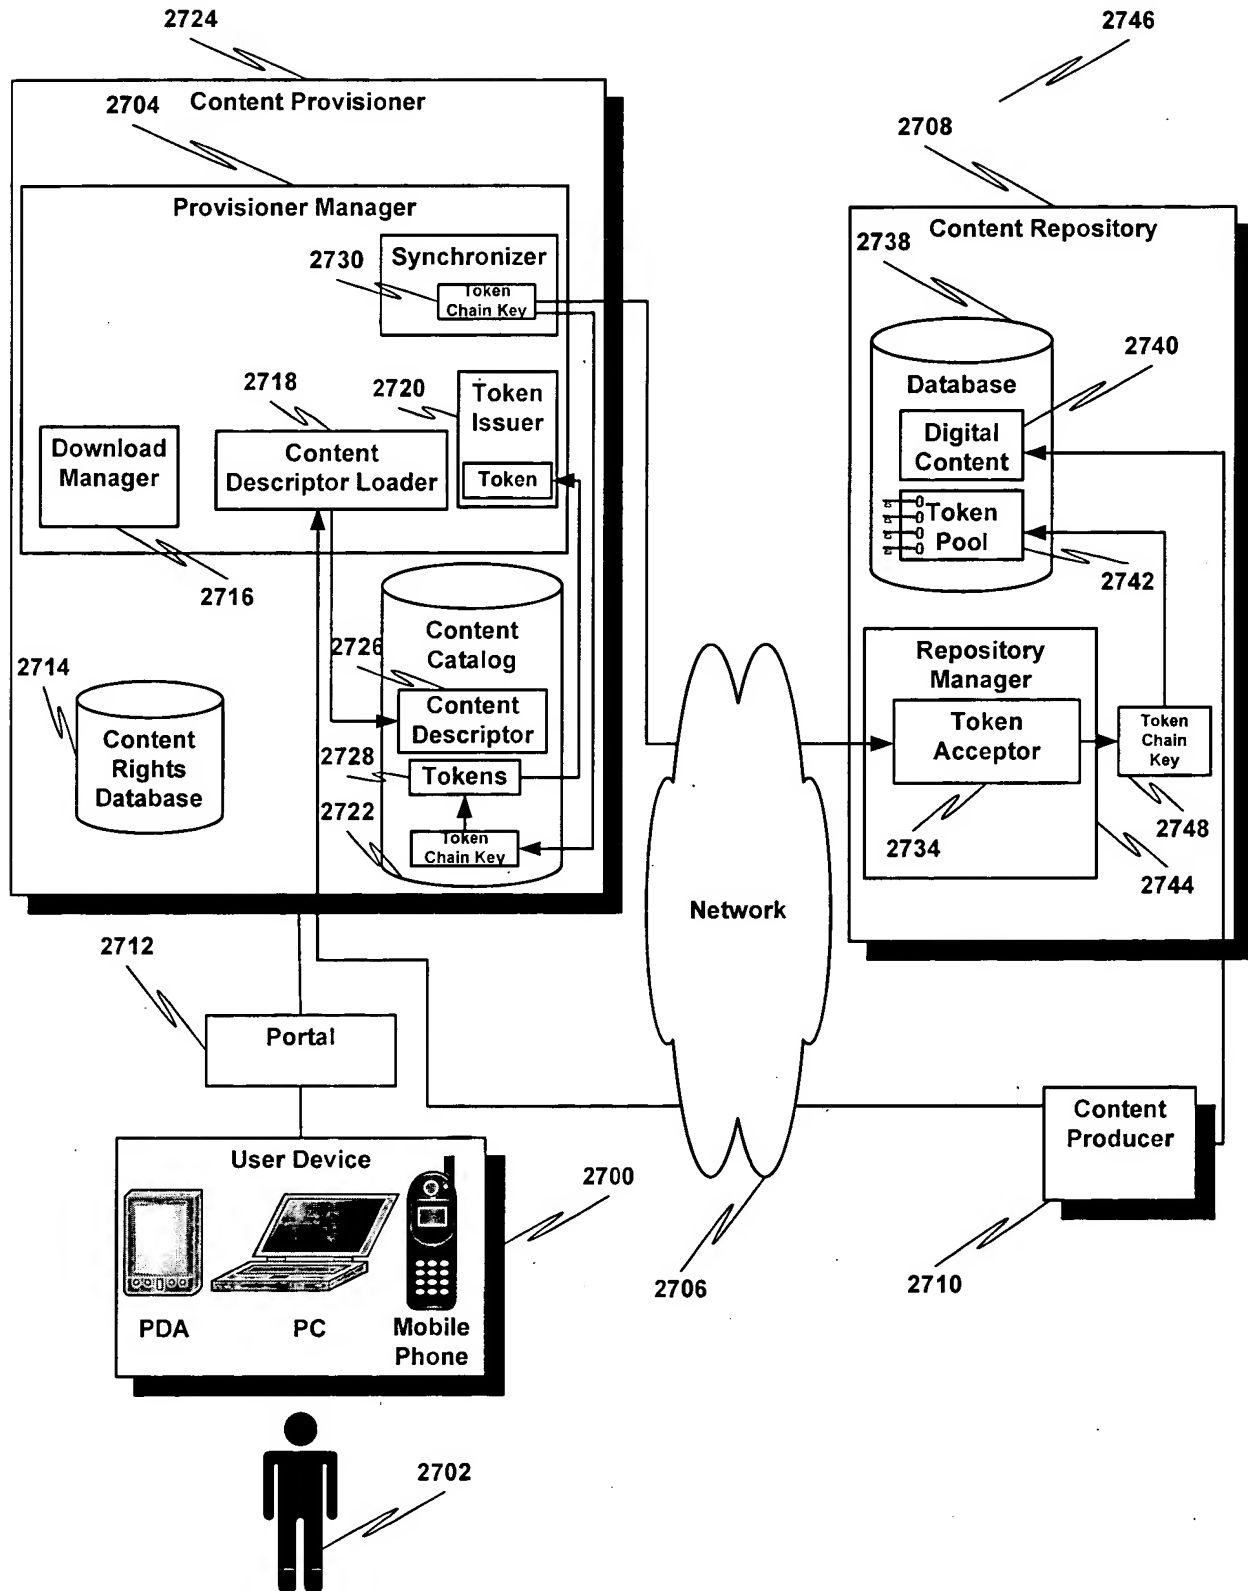 2724
2746
2704
Content Provisioner
2708
Provisioner Manager
Content Repository
2738
2730
Synchronizer
Token
Chain Key
2740
2718
2720
Token
Issuer
Database
Download
Manager
Content
Descriptor Loader
Token
Digital
Content
Token
Pool
2716
2742
Content
Catalog
2726
Repository
Manager
2714
Content
Descriptor
Token
Acceptor
Token
Chain
Key
Content
Rights
Database
2728
Tokens
2722
Token
Chain Key
2734
2748
2744
Network
2712
Portal
Content
Producer
User Device
2700
2706
2710
PDA
PC
Mobile
Phone
2702